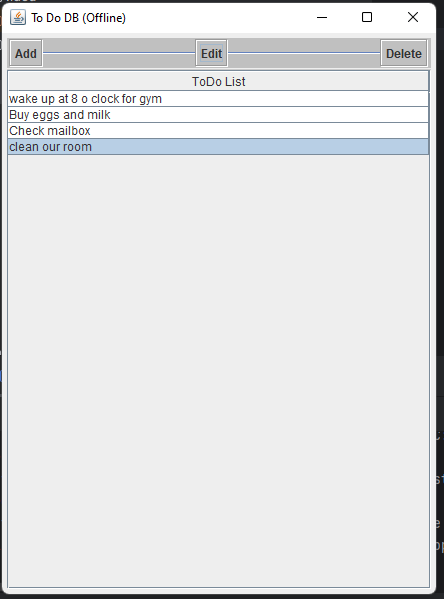 To Do DB (Offline)
Add Edit Delete
ToDo List
wake up at 8 o clock for gym
Buy eggs and milk
Check mailbox
clean our room